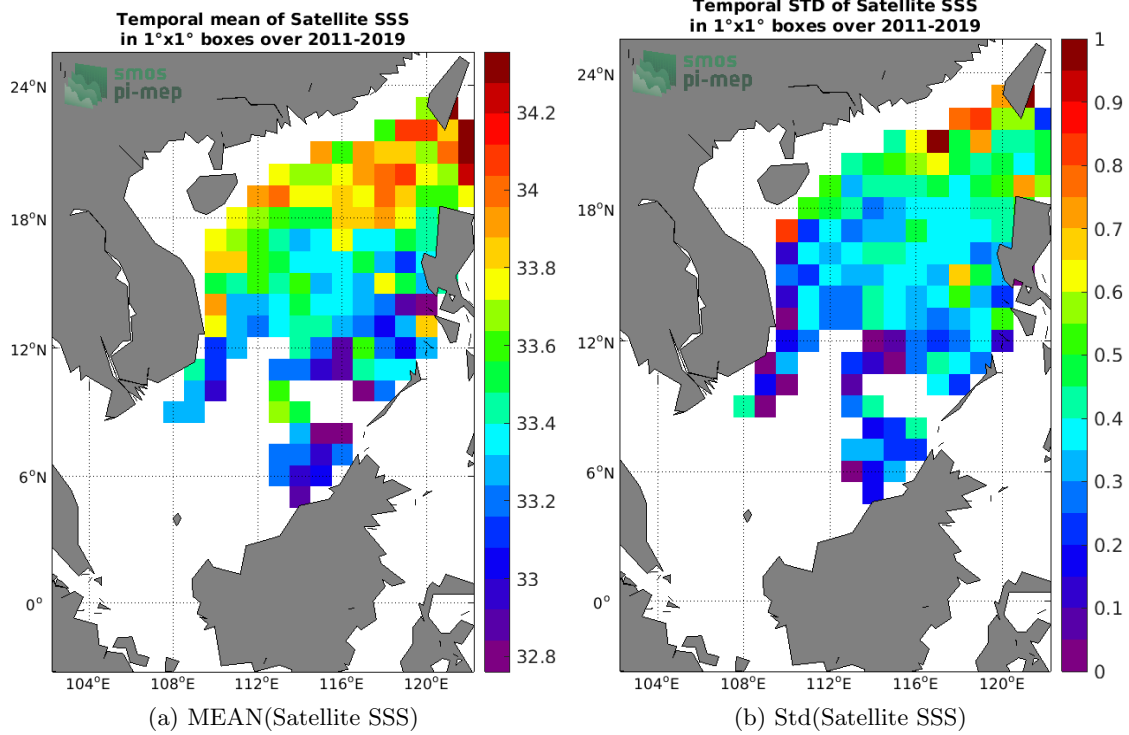 Temporal mean of Satellite SSS
in 1°x1° boxes over 2011-2019
smos
pi-mep
24°N
18°N
12°N
6°N
0°
104°E
108°E
112°E
116°E
120°E
34.2
34
33.8
33.6
33.4
33.2
33
32.8
(a) MEAN(Satellite SSS)
Temporal STD of Satellite SSS
in 1°x1° boxes over 2011-2019
smos
pi-mep
24°N
18°N
12°N
6°N
0°
104°E
108°E
112°E
116°E
120°E
1
0.9
0.8
0.7
0.6
0.5
0.4
0.3
0.2
0.1
0
(b) Std(Satellite SSS)